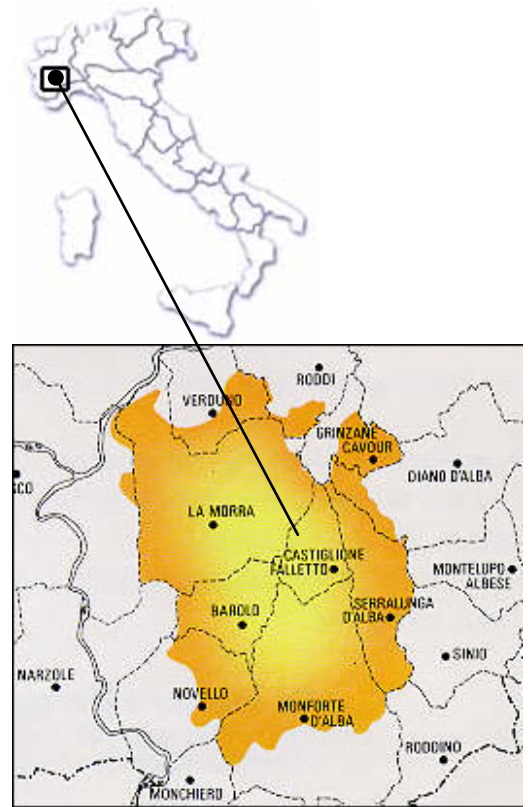 RODDI
VERDUNO
GRINZANE
CAVOUR
DIANO D'ALBA
LA MORRA
CASTIGLIONE
FALLETTO
MONTELUPO
ALBESE
BAROLO
SERRALUNGA
D'ALBA
SINIO
NARZOLE
NOVELLO
MONFORTE
D'ALBA
RODDINO
MONCHIERO